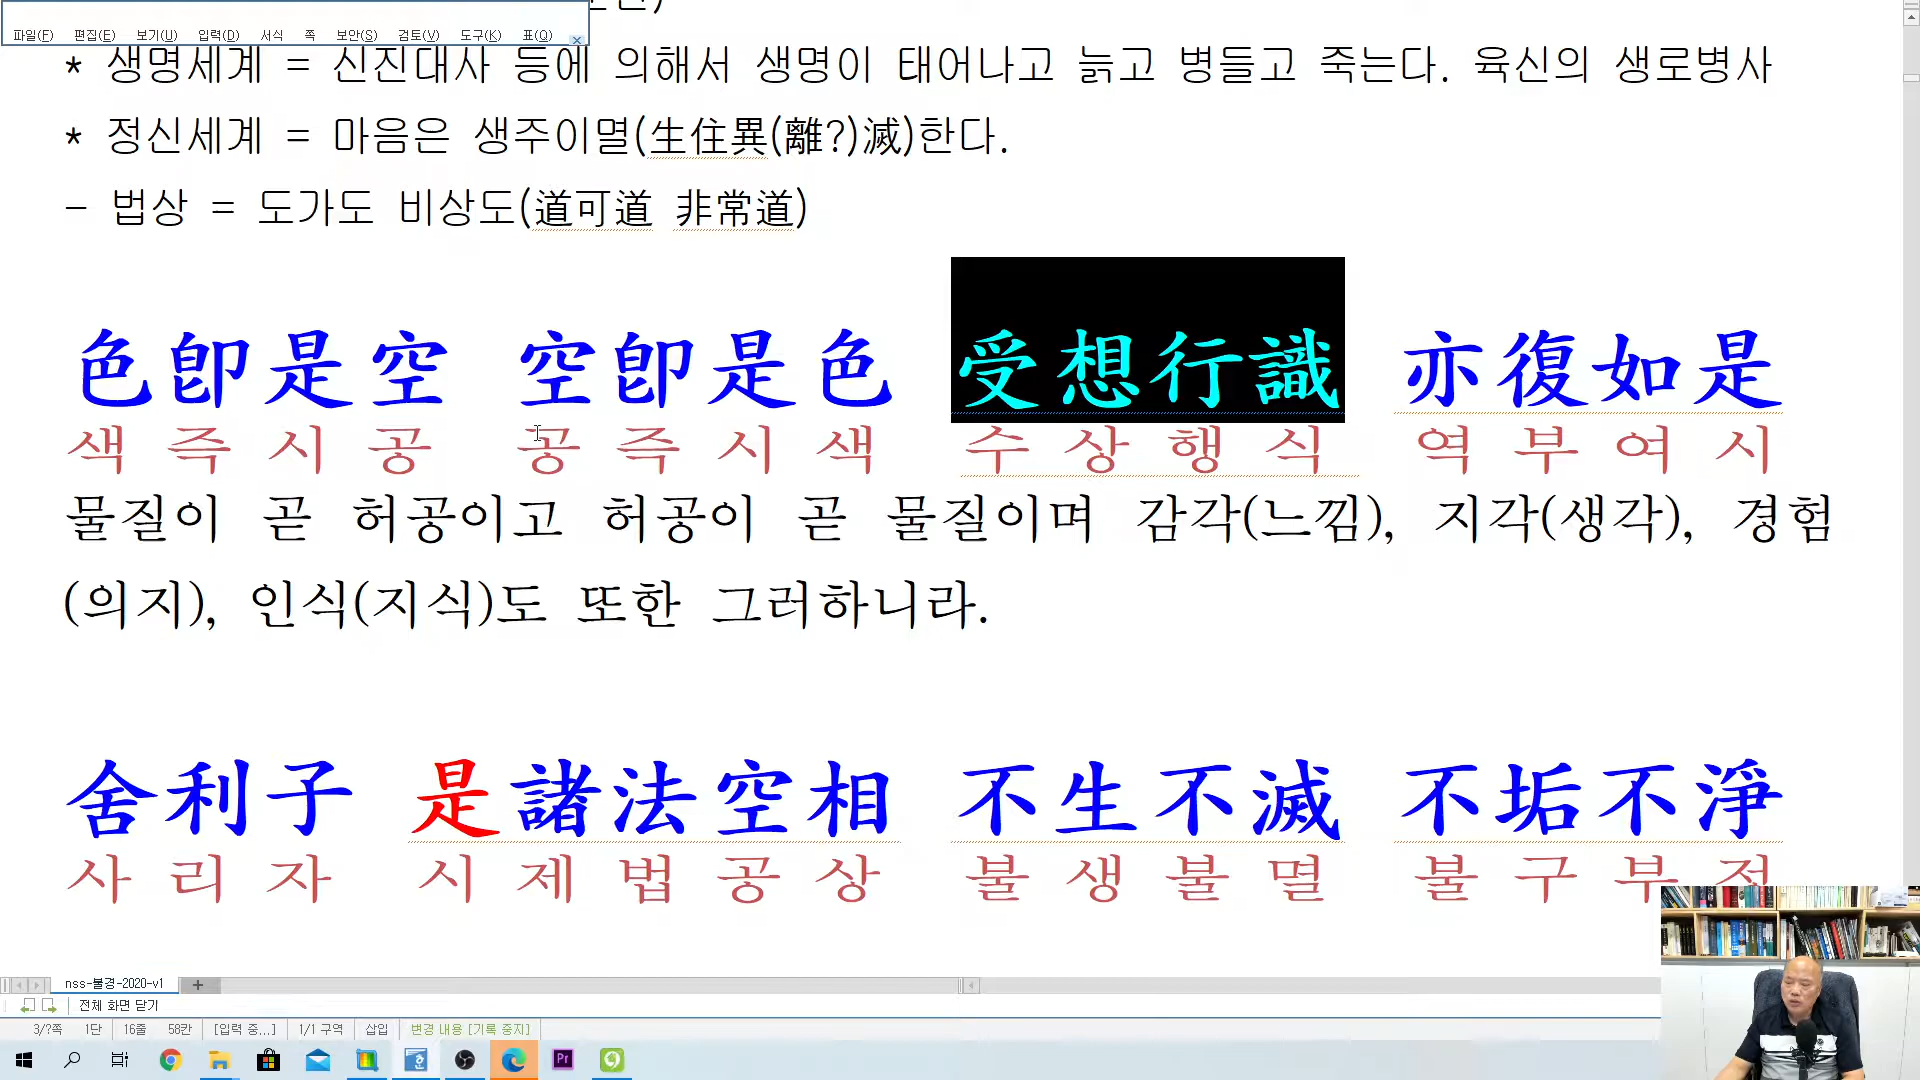 파일(F) 편집(E) 보기(U) 입력(D) 서식 쪽 보안(S) 검토(V) 도구(K) 표(Q)
* 생명세계 = 신진대사 등에 의해서 생명이 태어나고 늙고 병들고 죽는다. 육신의 생로병사
* 정신세계 = 마음은 생주이멸(生住異(離?)滅)한다.
- 법상 = 도가도 비상도(道可道 非常道)
色卽是空 空卽是色 受想行識 亦復如是
색즉시공 공즉시색 수상행식 역부여시
물질이 곧 허공이고 허공이 곧 물질이며 감각(느낌), 지각(생각), 경험
(의지), 인식(지식)도 또한 그러하니라.
舍利子 是諸法空相 不生不滅 不垢不淨
사리자 시제법공상 불생불멸 불구부정
nss-불경-2020-v1
전체 화면 닫기
3/?쪽 1단 16줄 58칸 [입력 중...] 1/1 구역 삽입 변경 내용 [기록 중지]
Pr